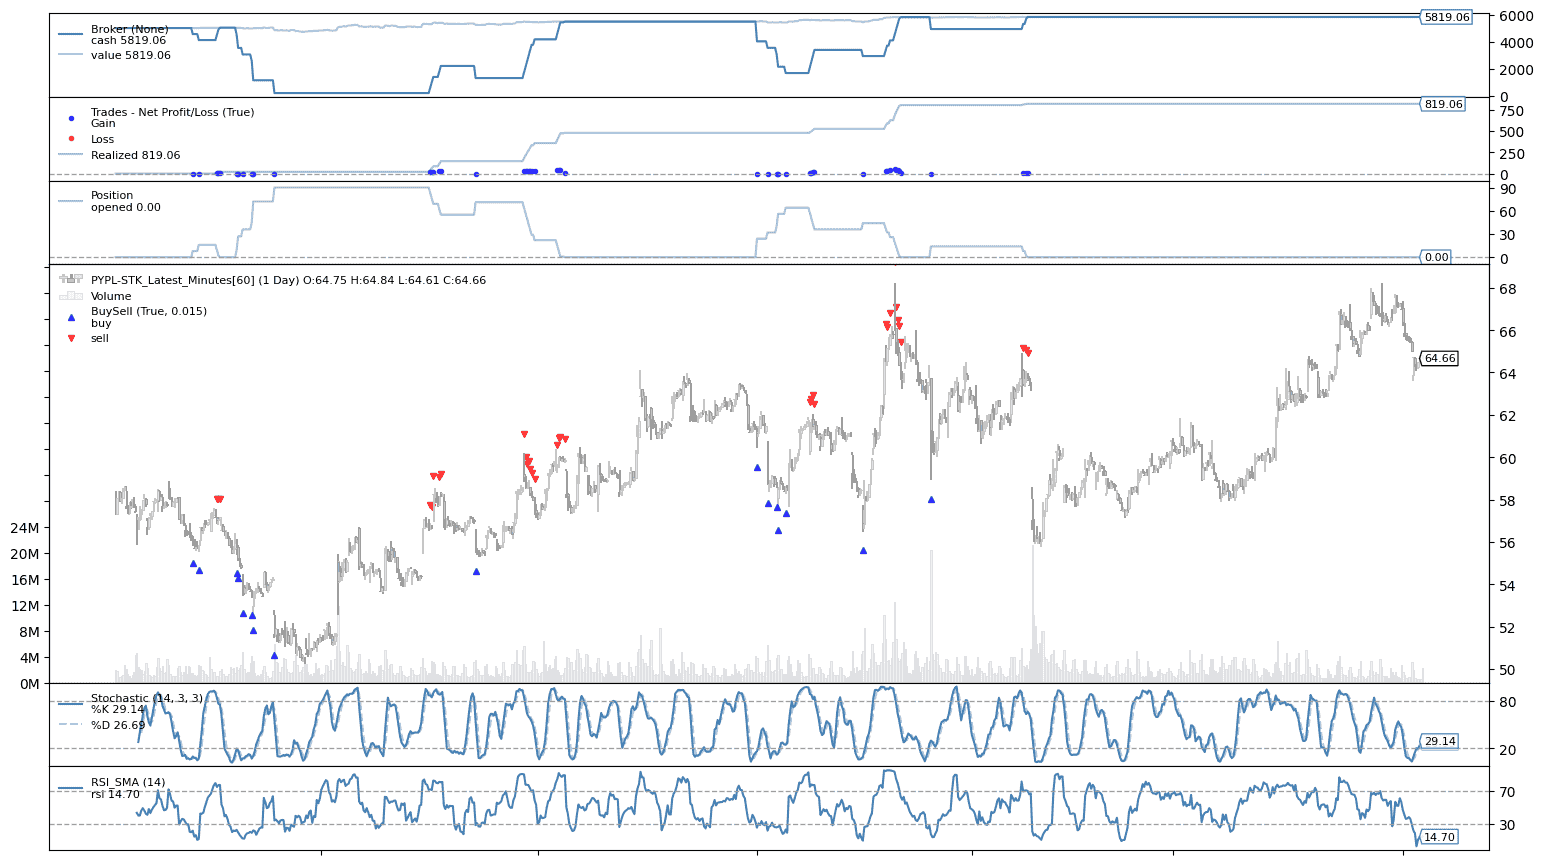 Broker (None)
cash 5819.06
value 5819.06
5819.06
6000
4000
2000
0
Trades - Net Profit/Loss (True)
Gain
Loss
Realized 819.06
819.06
750
500
250
0
Position
opened 0.00
90
60
30
0
0.00
PYPL-STK_Latest_Minutes[60] (1 Day) O:64.75 H:64.84 L:64.61 C:64.66
Volume
BuySell (True, 0.015)
buy
sell
68
66
64.66
64
62
60
58
56
54
52
50
24M
20M
16M
12M
8M
4M
0M
Stochastic (14, 3, 3)
%K 29.14
%D 26.69
80
29.14
20
RSI_SMA (14)
rsi 14.70
70
30
14.70